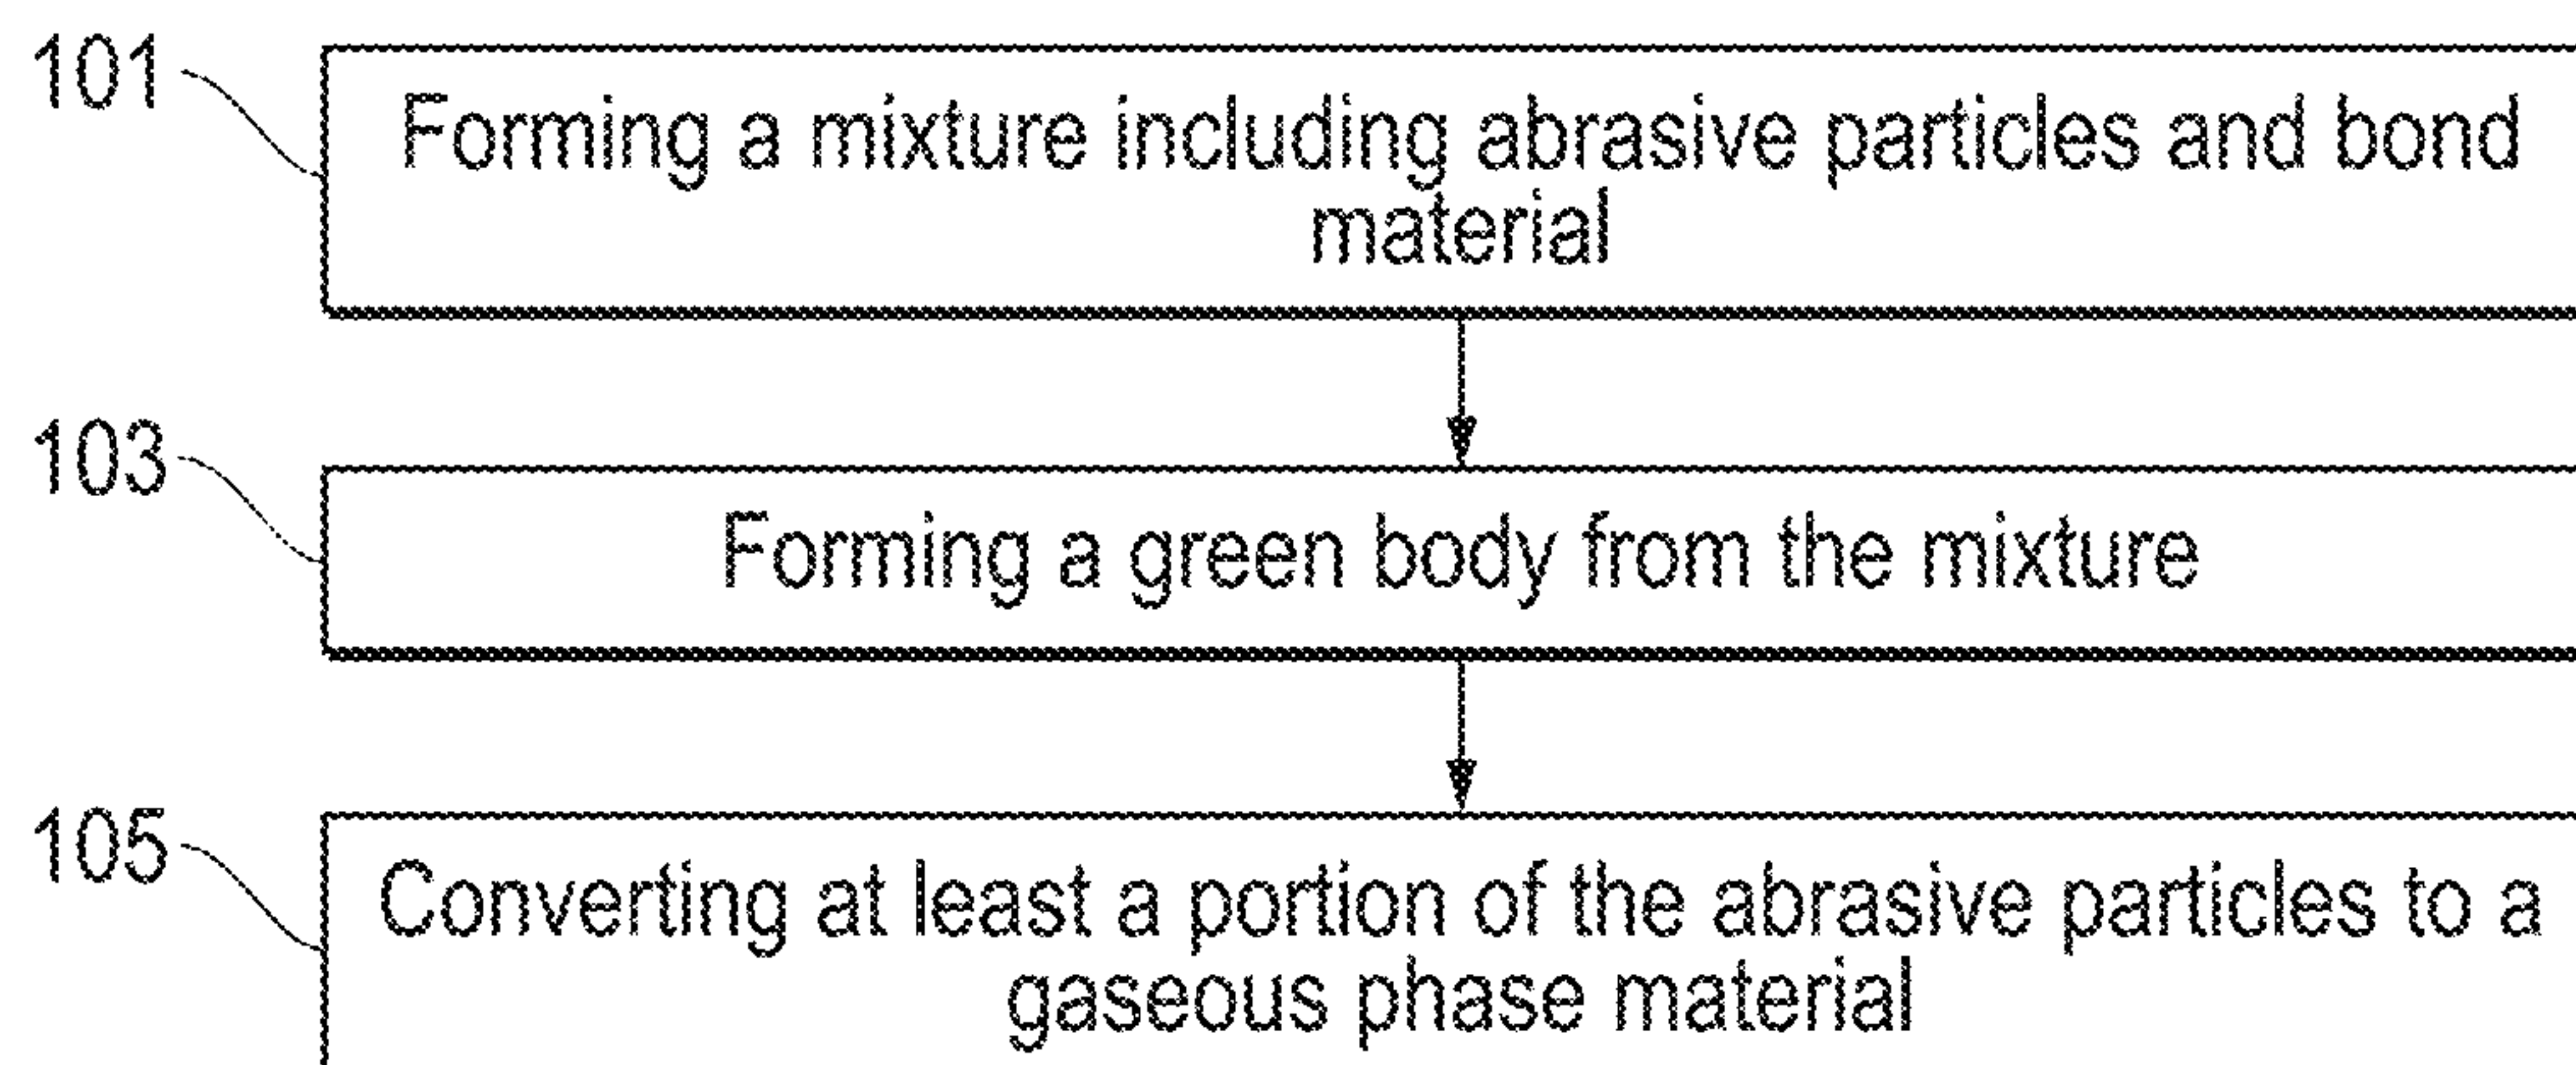 101
Forming a mixture including abrasive particles and bond
material
103
Forming a green body from the mixture
105
Converting at least a portion of the abrasive particles to a
gaseous phase material